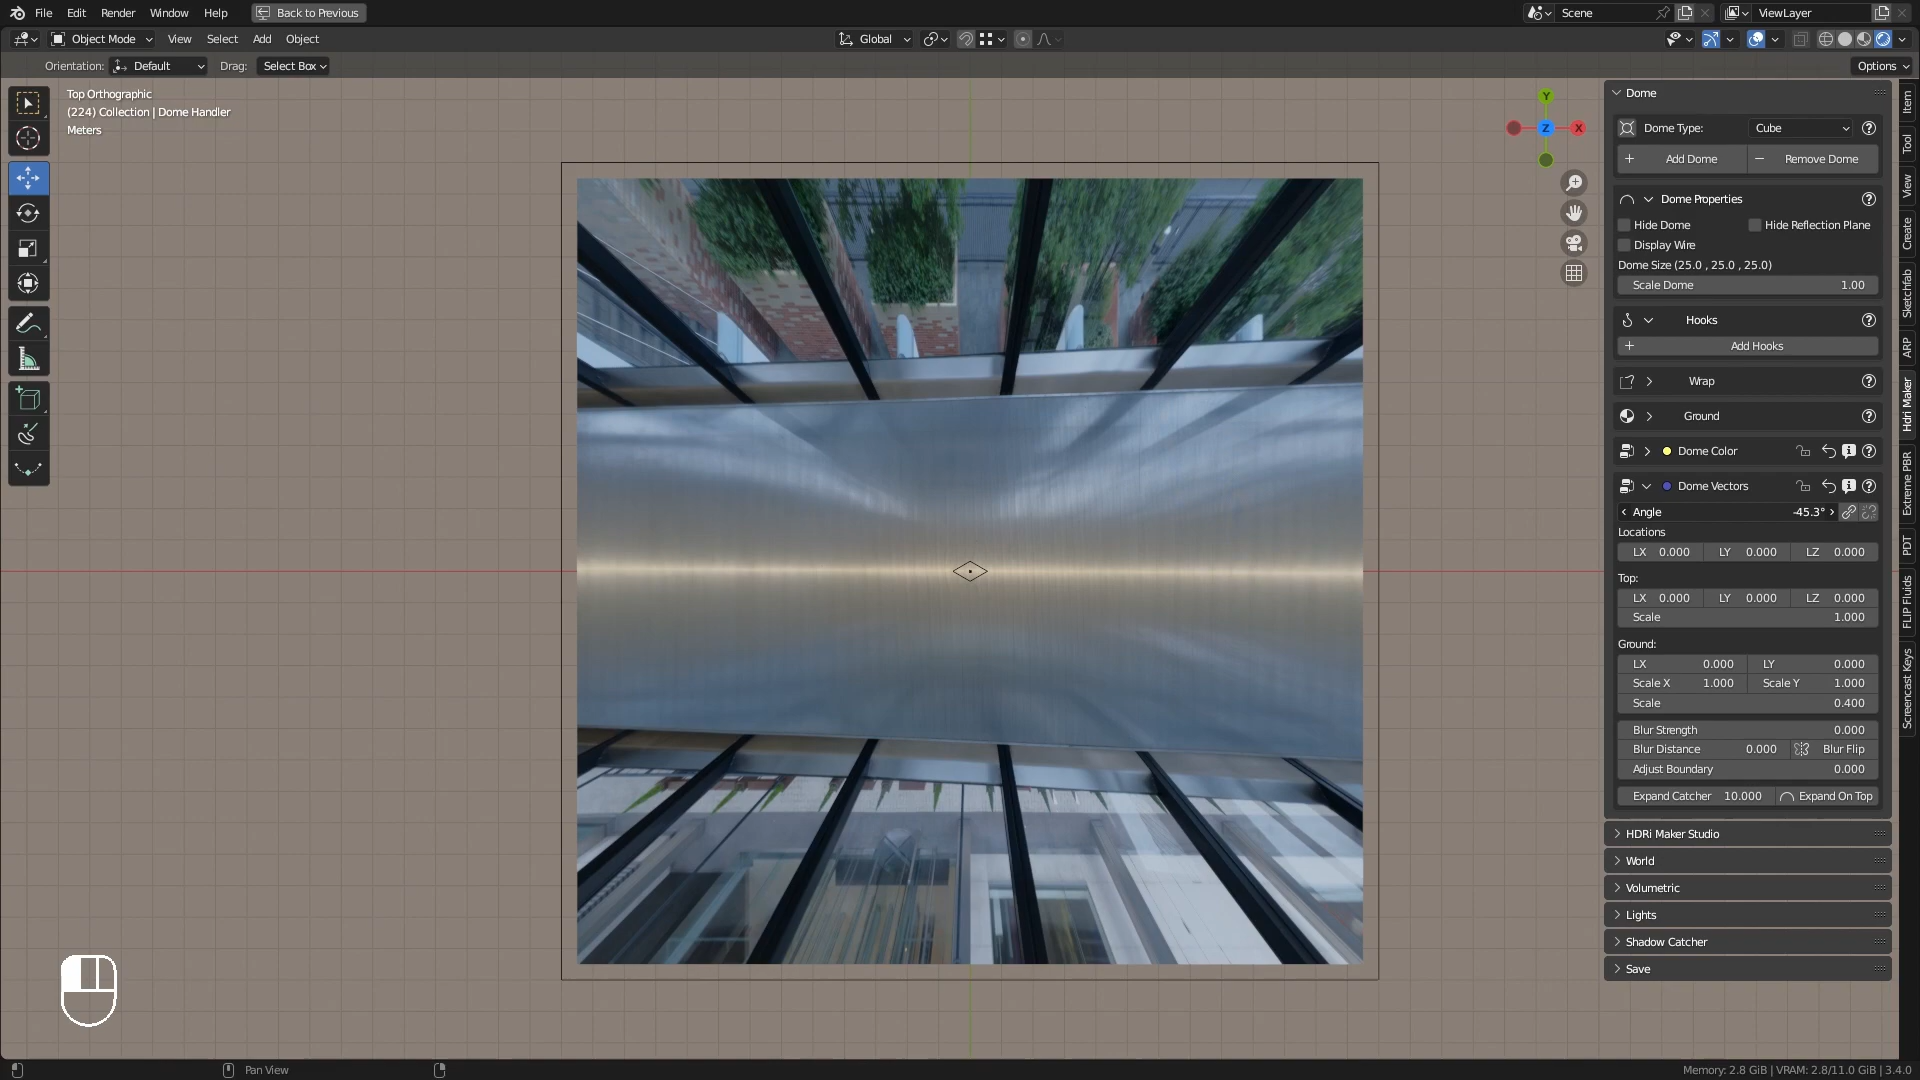 File Edit Render Window Help Back to Previous Scene ViewLayer
Object Mode View Select Add Object Global
Orientation: Default Drag: Select Box Options
Top Orthographic
(224) Collection | Dome Handler
Meters
Y
Z X
Dome
Dome Type: Cube
Add Dome Remove Dome
Dome Properties
Hide Dome Hide Reflection Plane
Display Wire
Dome Size (25.0 , 25.0 , 25.0)
Scale Dome 1.00
Hooks
Add Hooks
Wrap
Ground
Dome Color
Dome Vectors
Angle -45.3°
Locations
LX 0.000 LY 0.000 LZ 0.000
Top:
LX 0.000 LY 0.000 LZ 0.000
Scale 1.000
Ground:
LX 0.000 LY 0.000
Scale X 1.000 Scale Y 1.000
Scale 0.400
Blur Strength 0.000
Blur Distance 0.000 Blur Flip
Adjust Boundary 0.000
Expand Catcher 10.000 Expand On Top
HDRi Maker Studio
World
Volumetric
Lights
Shadow Catcher
Save
Item
Tool
View
Create
Sketchfab
ARP
Hdri Maker
Extreme PBR
PDT
FLIP Fluids
Screencast Keys
Pan View Memory: 2.8 GiB | VRAM: 2.8/11.0 GiB | 3.4.0